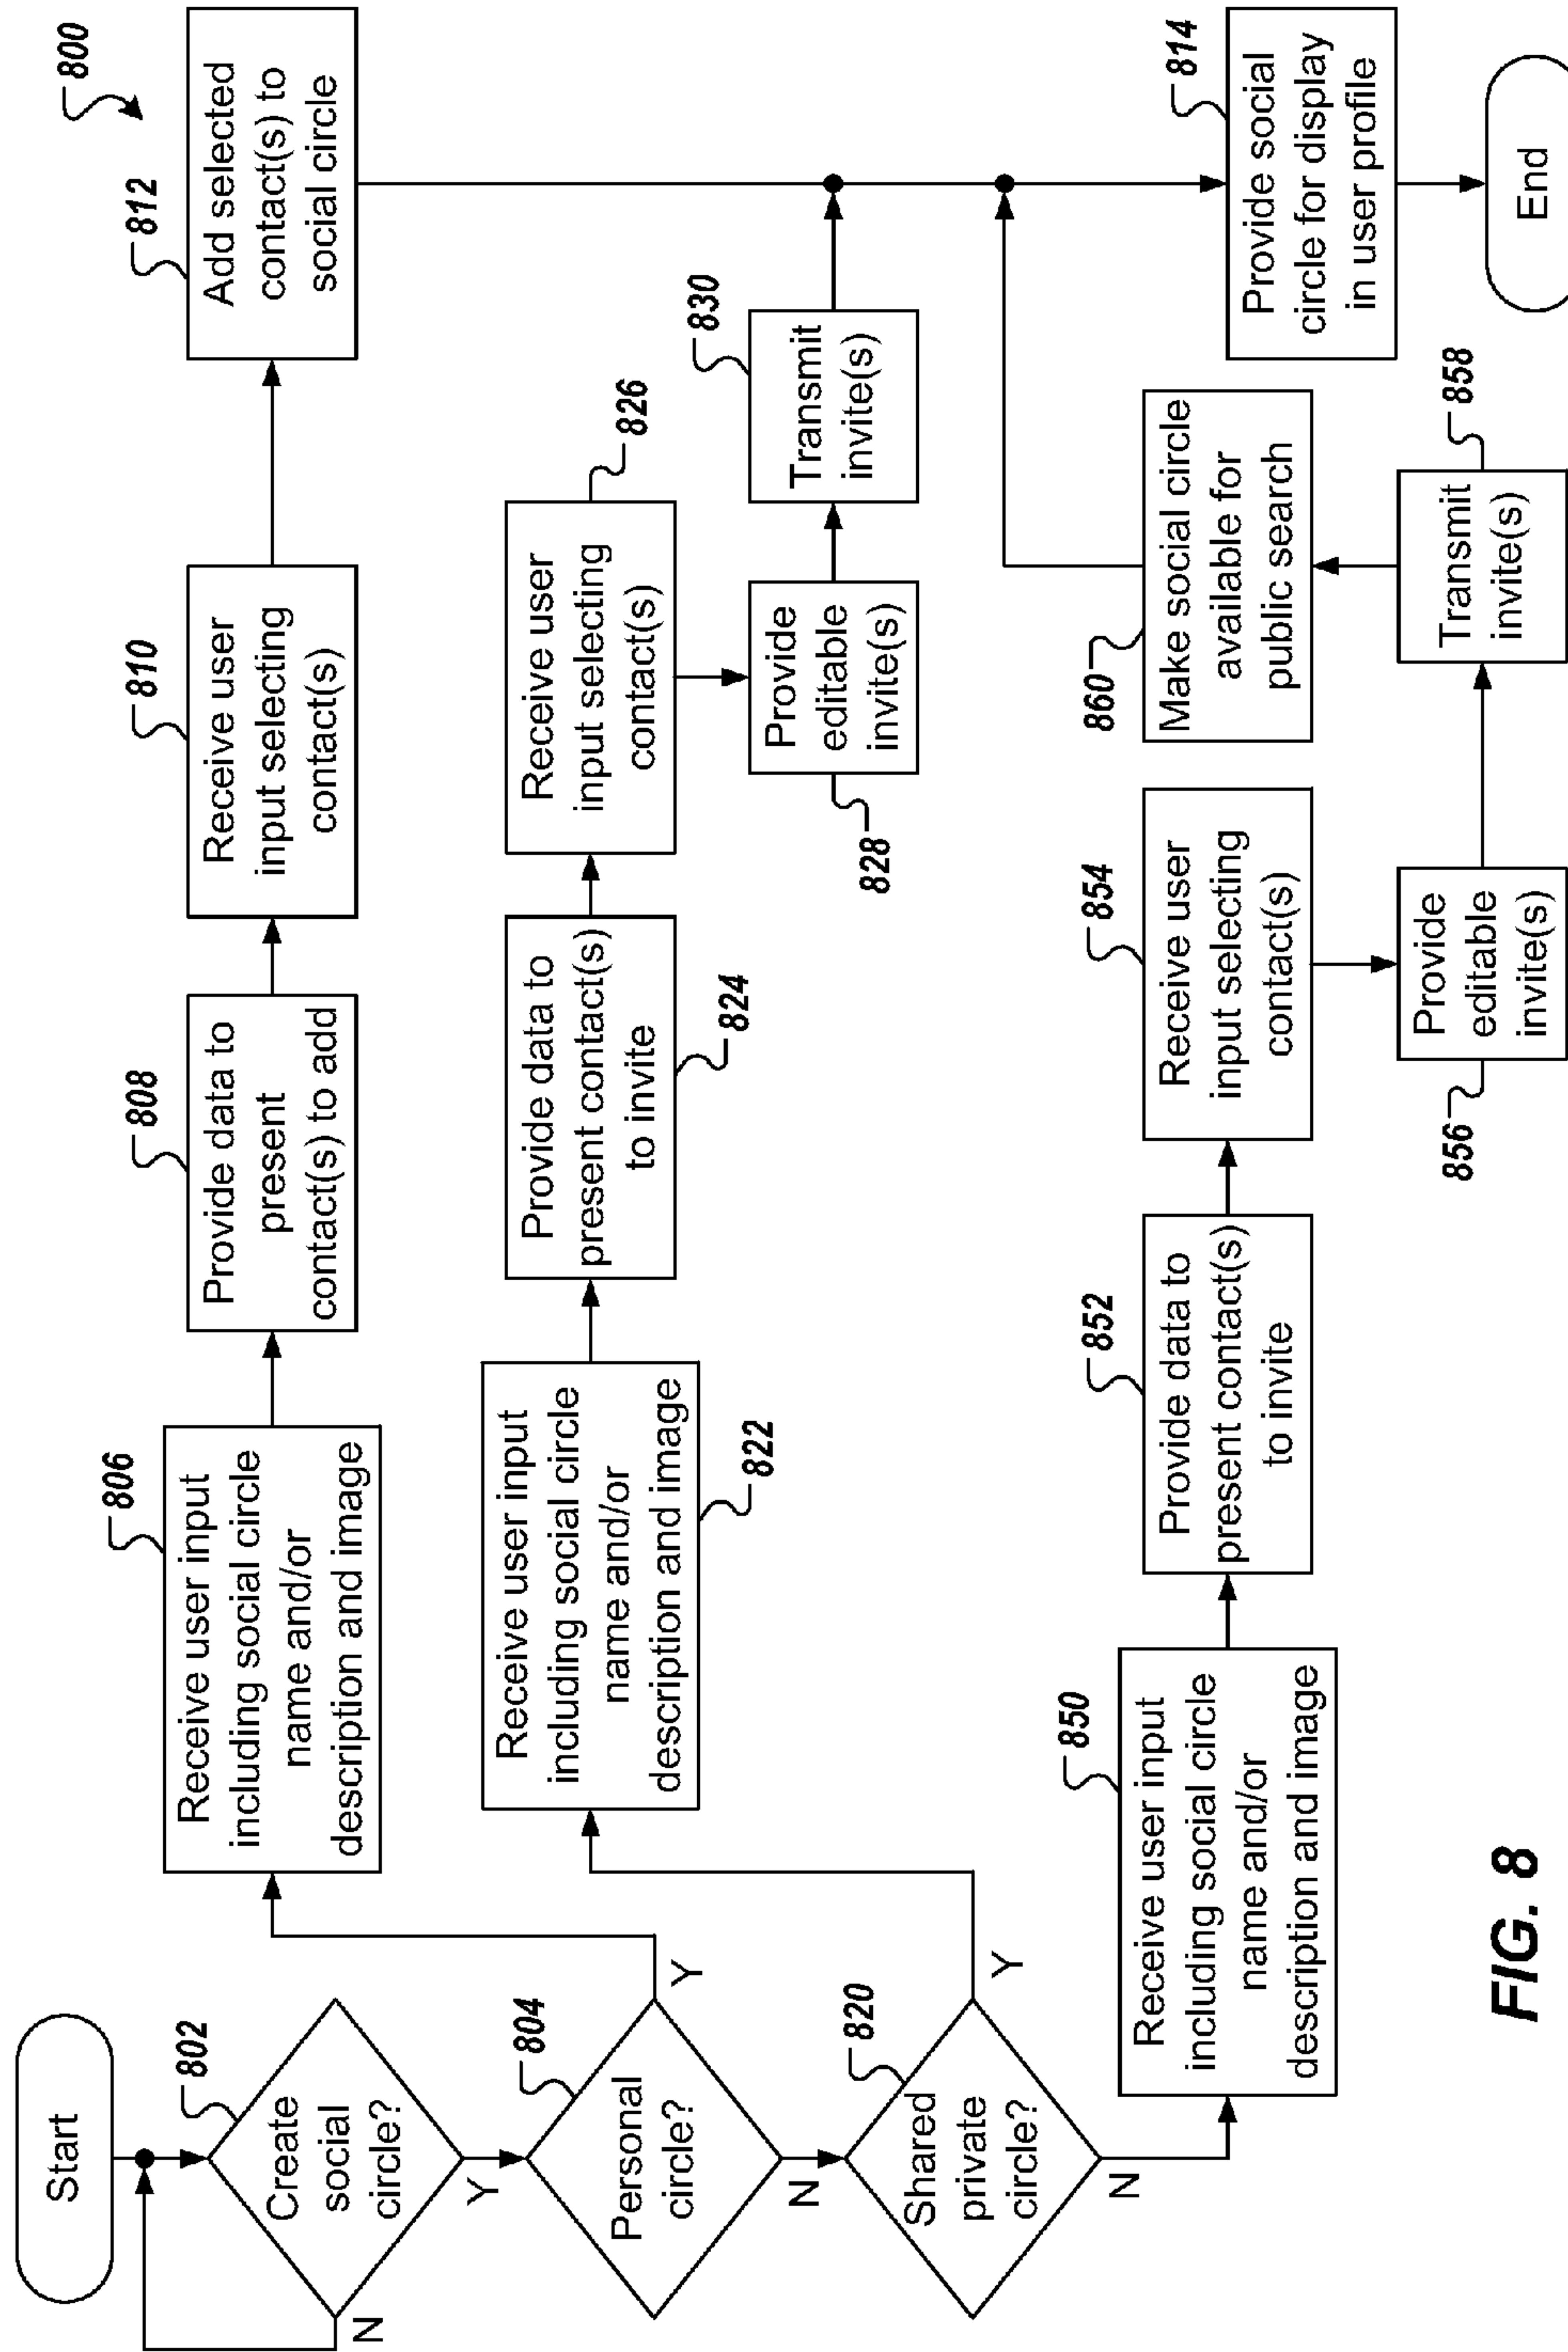 800
Start
802
Create
social
circle?
N
Y
804
Personal
circle?
Y
N
820
Shared
private
circle?
Y
N
806
Receive user input
including social circle
name and/or
description and image
808
Provide data to
present
contact(s) to add
810
Receive user
input selecting
contact(s)
812
Add selected
contact(s) to
social circle
822
Receive user input
including social circle
name and/or
description and image
824
Provide data to
present contact(s)
to invite
826
Receive user
input selecting
contact(s)
828
Provide
editable
invite(s)
830
Transmit
invite(s)
850
Receive user input
including social circle
name and/or
description and image
852
Provide data to
present contact(s)
to invite
854
Receive user
input selecting
contact(s)
856
Provide
editable
invite(s)
858
Transmit
invite(s)
860
Make social circle
available for
public search
814
Provide social
circle for display
in user profile
End
FIG. 8